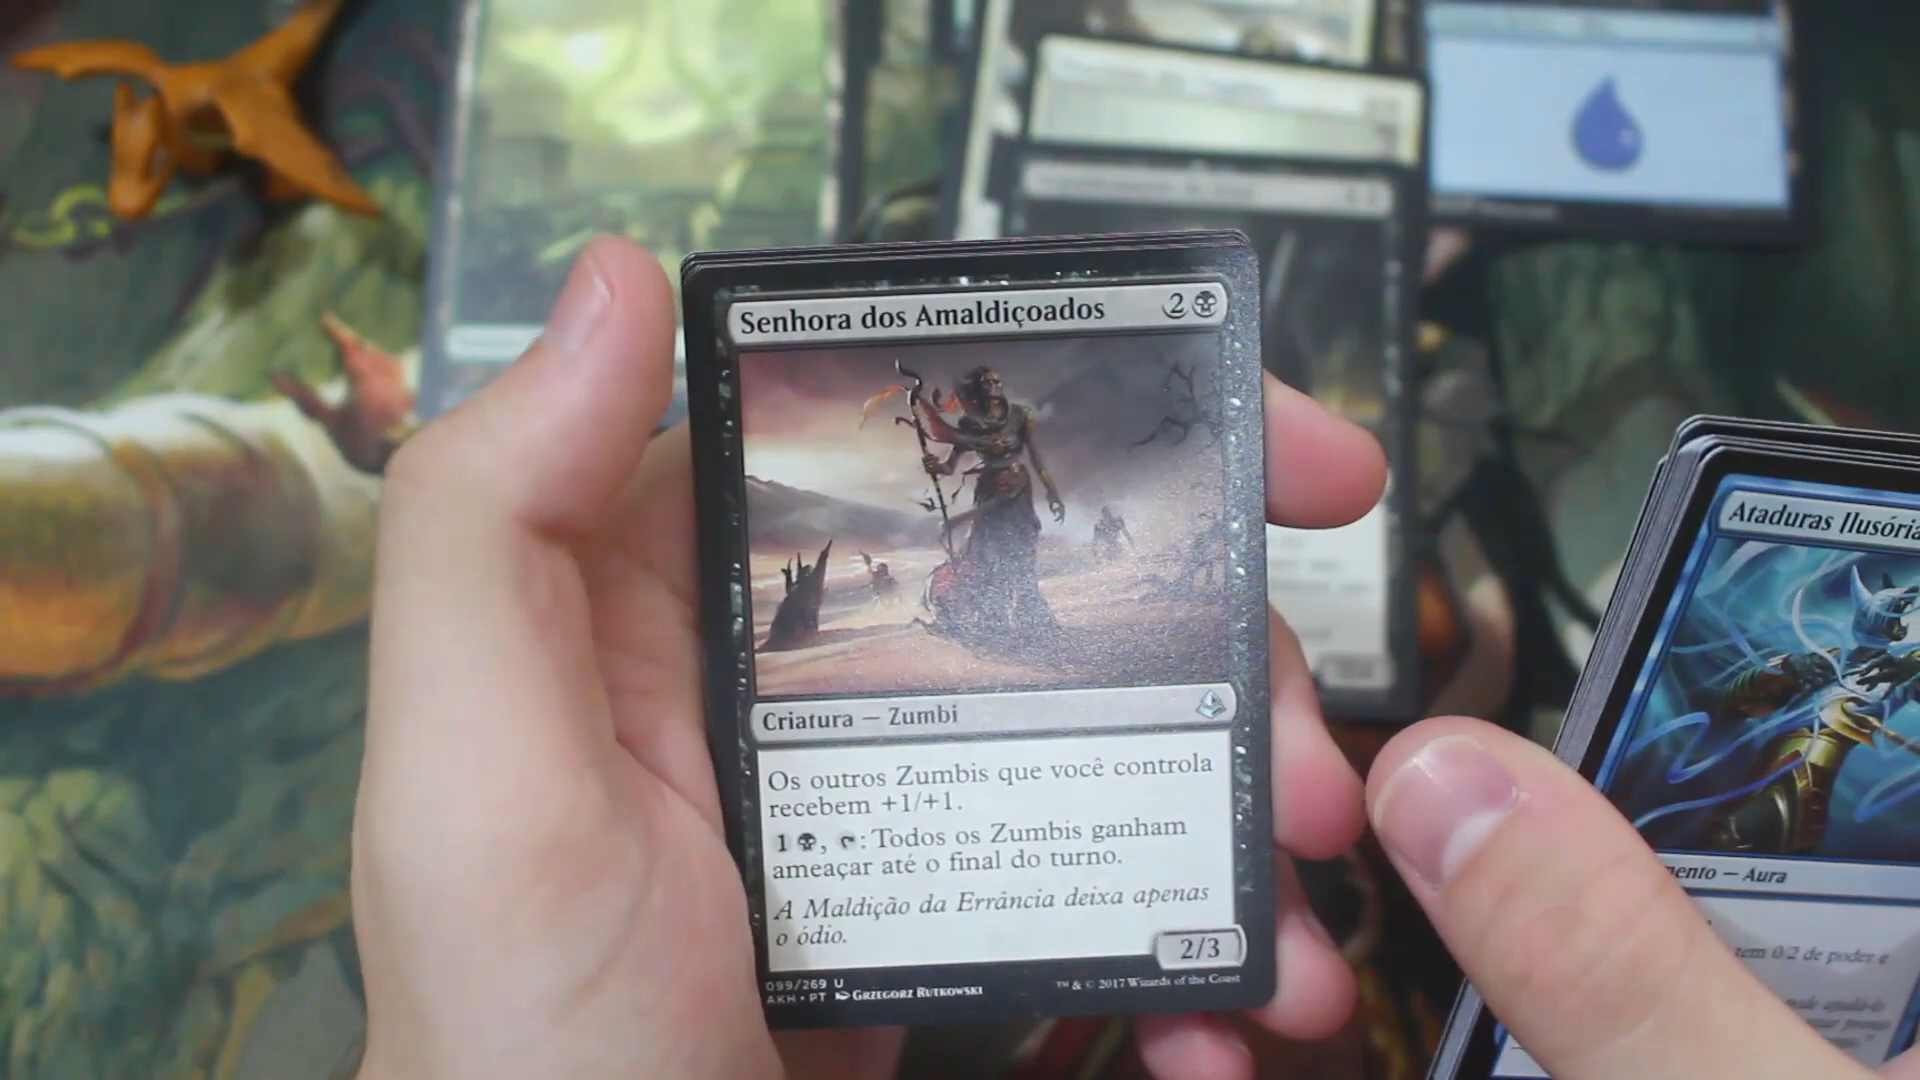 Senhora dos Amaldiçoados 2
Criatura — Zumbi
Os outros Zumbis que você controla
recebem +1/+1.
1 , : Todos os Zumbis ganham
ameaçar até o final do turno.
A Maldição da Errância deixa apenas
o ódio.
2/3
099/269 U
AKH • PT GRZEGORZ RUTKOWSKI
™ & © 2017 Wizards of the Coast
Ataduras Ilusória
mento — Aura
tem 0/2 de poder e